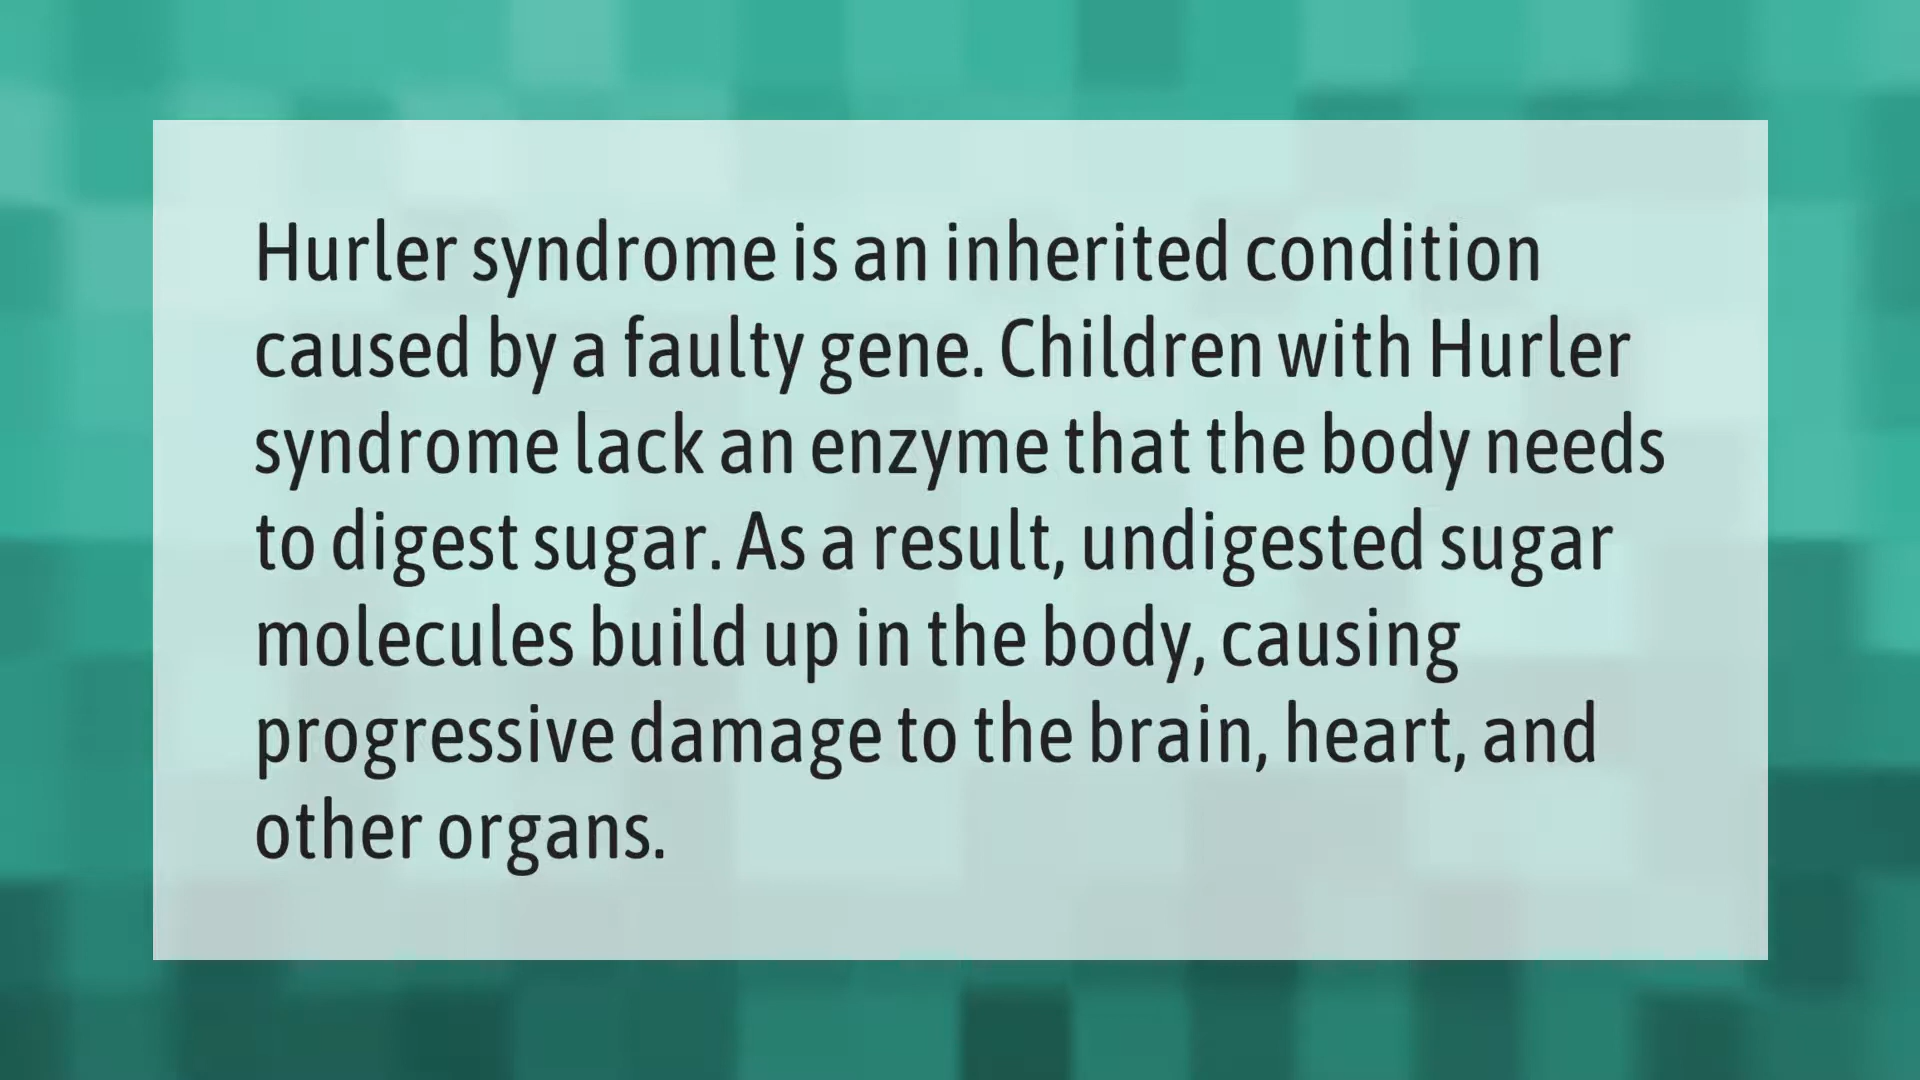 Hurler syndrome is an inherited condition
caused by a faulty gene. Children with Hurler
syndrome lack an enzyme that the body needs
to digest sugar. As a result, undigested sugar
molecules build up in the body, causing
progressive damage to the brain, heart, and
other organs.